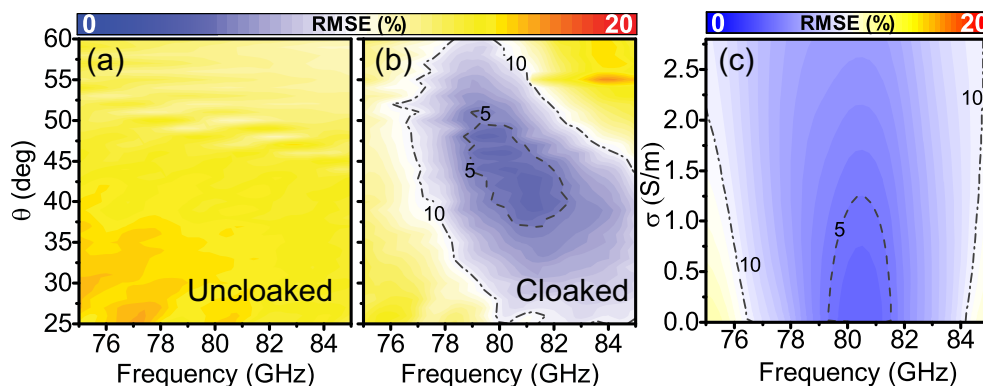 0 RMSE (%) 20
0 RMSE (%) 20
(a)
(b)
(c)
60
55
50
45
40
35
30
25
θ (deg)
Uncloaked
Cloaked
10
5
5
10
76 78 80 82 84
76 78 80 82 84
Frequency (GHz)
Frequency (GHz)
2.5
2.0
1.5
1.0
0.5
0.0
σ (S/m)
10
5
10
76 78 80 82 84
Frequency (GHz)